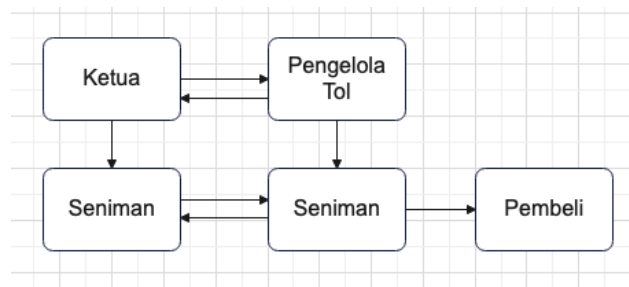 Ketua
Pengelola
Tol
Seniman
Seniman
Pembeli